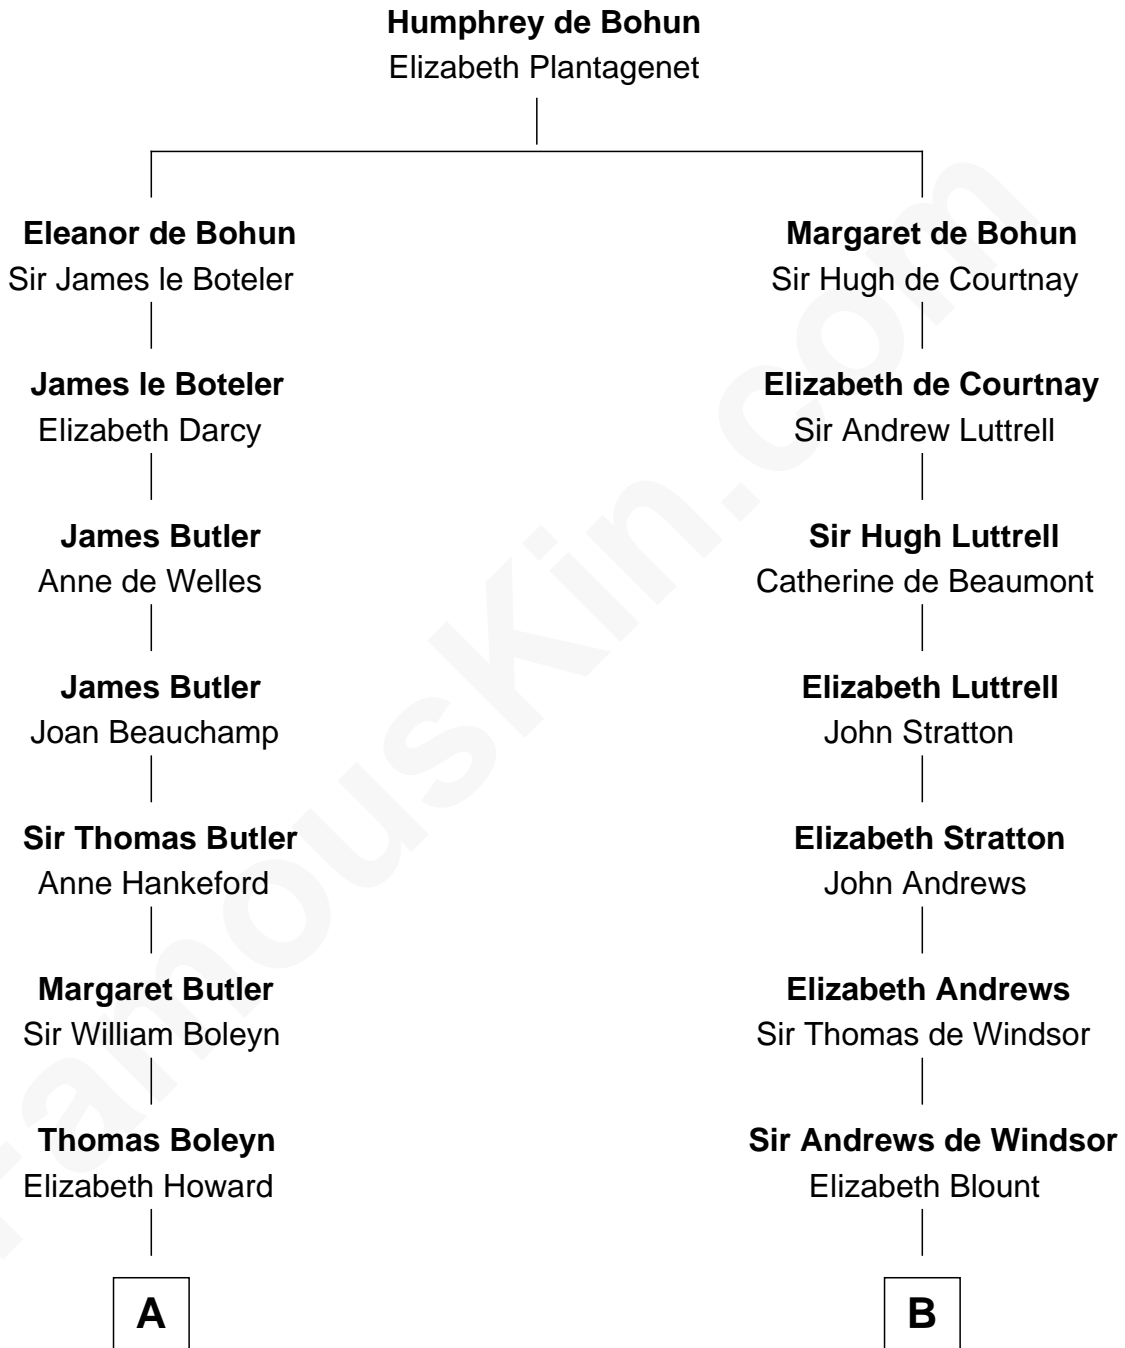 Humphrey de Bohun
Elizabeth Plantagenet
Eleanor de Bohun
Sir James le Boteler
Margaret de Bohun
Sir Hugh de Courtnay
James le Boteler
Elizabeth Darcy
Elizabeth de Courtnay
Sir Andrew Luttrell
James Butler
Anne de Welles
Sir Hugh Luttrell
Catherine de Beaumont
James Butler
Joan Beauchamp
Elizabeth Luttrell
John Stratton
Sir Thomas Butler
Anne Hankeford
Elizabeth Stratton
John Andrews
Margaret Butler
Sir William Boleyn
Elizabeth Andrews
Sir Thomas de Windsor
Thomas Boleyn
Elizabeth Howard
Sir Andrews de Windsor
Elizabeth Blount
A
B
FamousKin.com